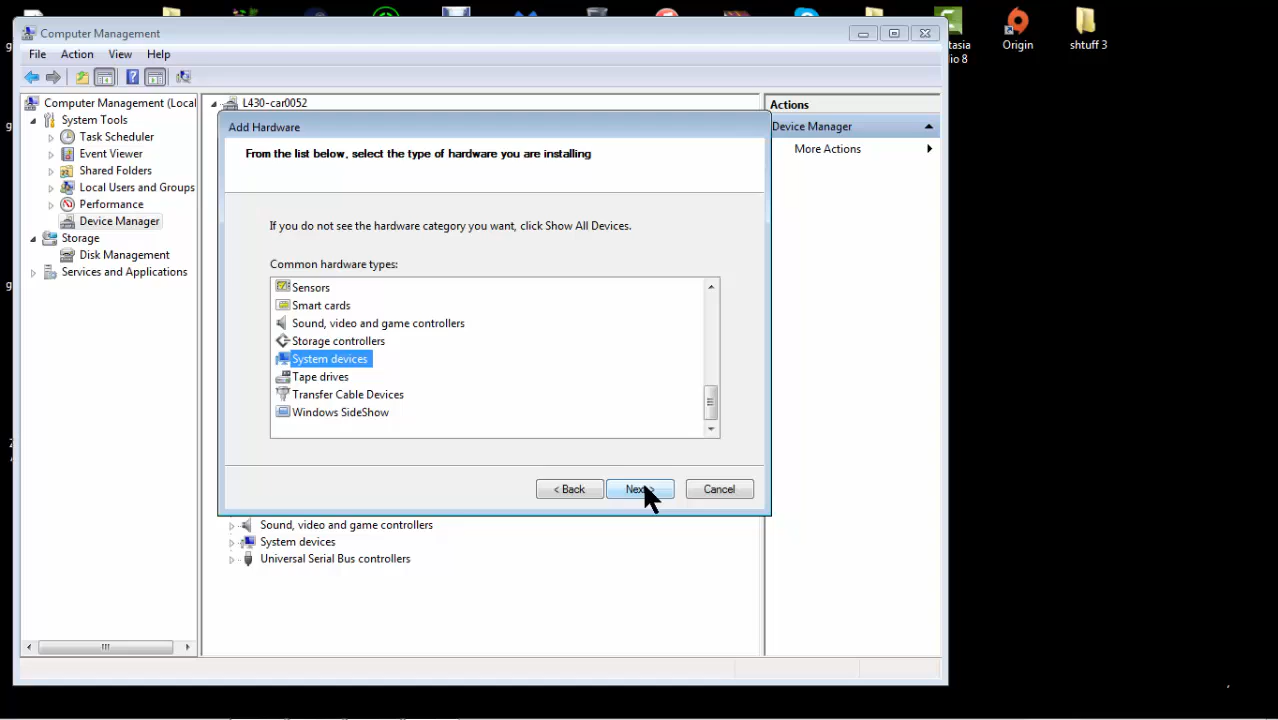 tasia
io 8
Origin
shtuff 3
Computer Management
File Action View Help
Computer Management (Local
System Tools
Task Scheduler
Event Viewer
Shared Folders
Local Users and Groups
Performance
Device Manager
Storage
Disk Management
Services and Applications
L430-car0052
Add Hardware
From the list below, select the type of hardware you are installing
If you do not see the hardware category you want, click Show All Devices.
Common hardware types:
Sensors
Smart cards
Sound, video and game controllers
Storage controllers
System devices
Tape drives
Transfer Cable Devices
Windows SideShow
< Back
Cancel
Sound, video and game controllers
System devices
Universal Serial Bus controllers
Actions
Device Manager
More Actions